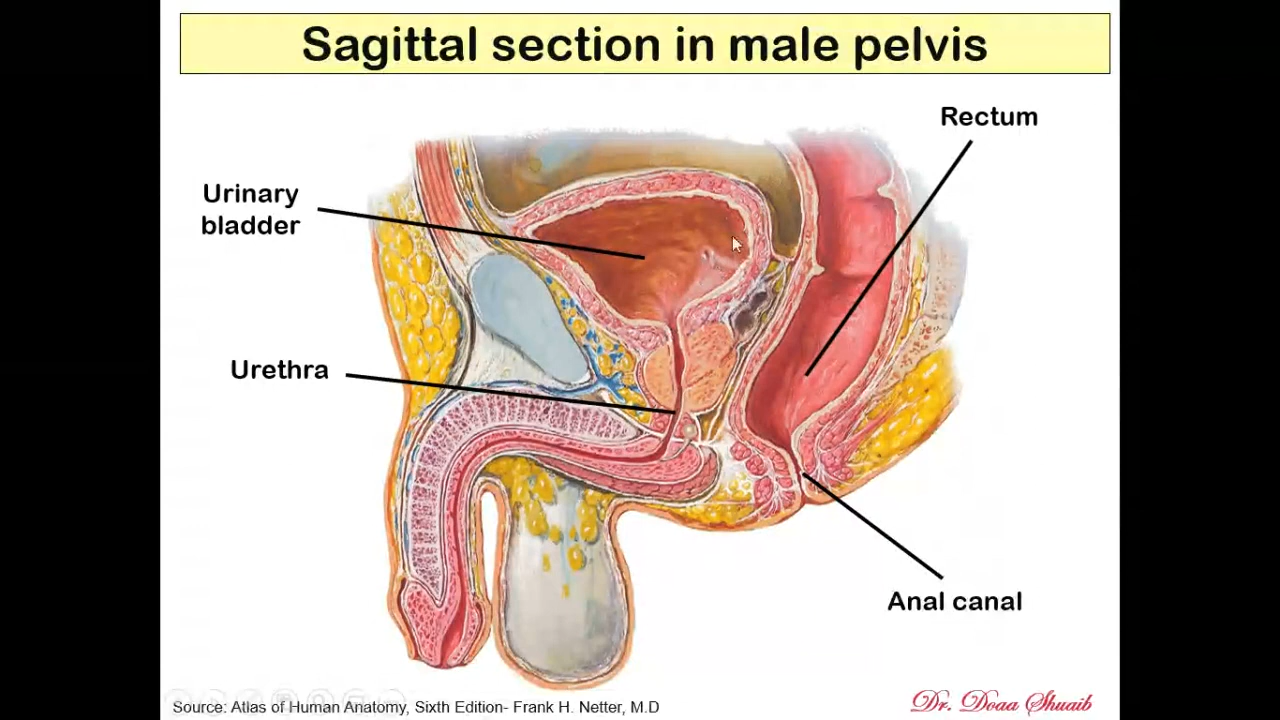 Sagittal section in male pelvis
Rectum
Urinary
bladder
Urethra
Anal canal
Source: Atlas of Human Anatomy, Sixth Edition- Frank H. Netter, M.D
Dr. Doaa Shuaib